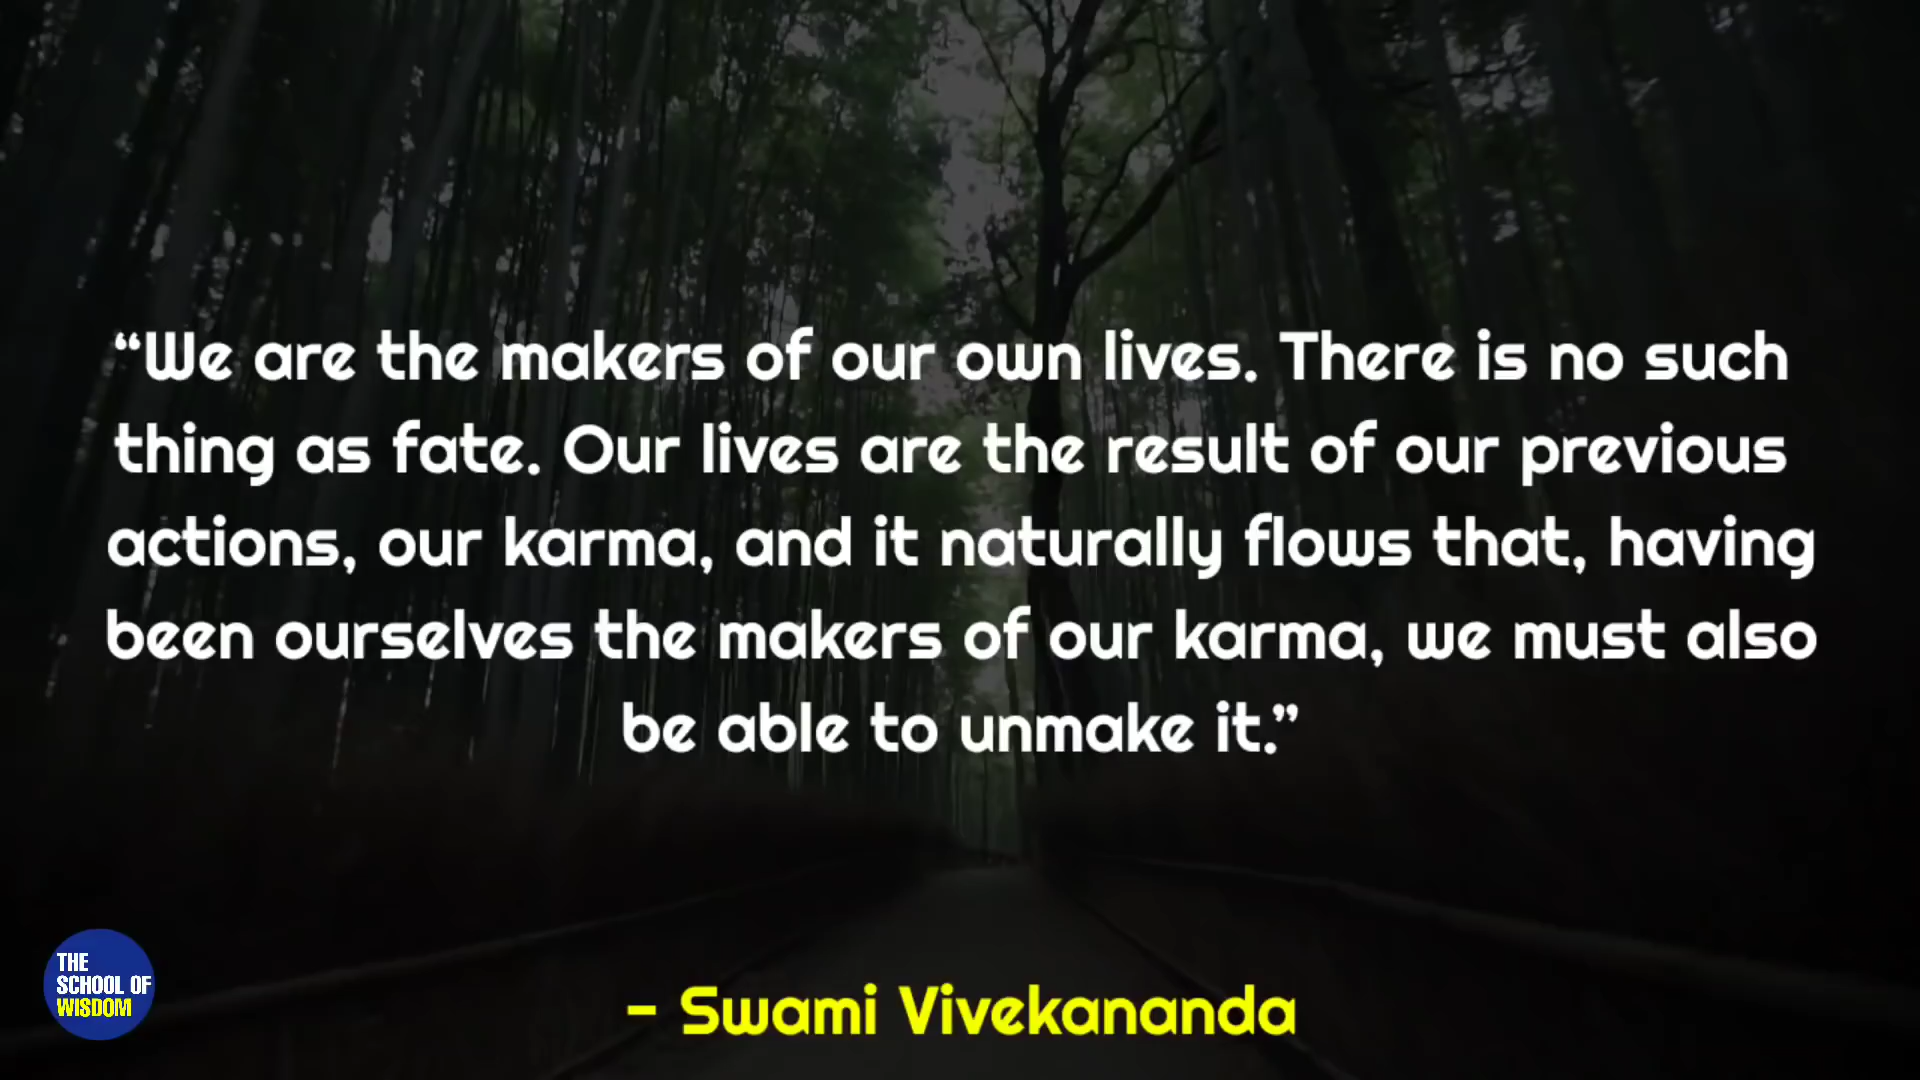 “We are the makers of our own lives. There is no such
thing as fate. Our lives are the result of our previous
actions, our karma, and it naturally flows that, having
been ourselves the makers of our karma, we must also
be able to unmake it.”
THE
SCHOOL OF
WISDOM
- Swami Vivekananda